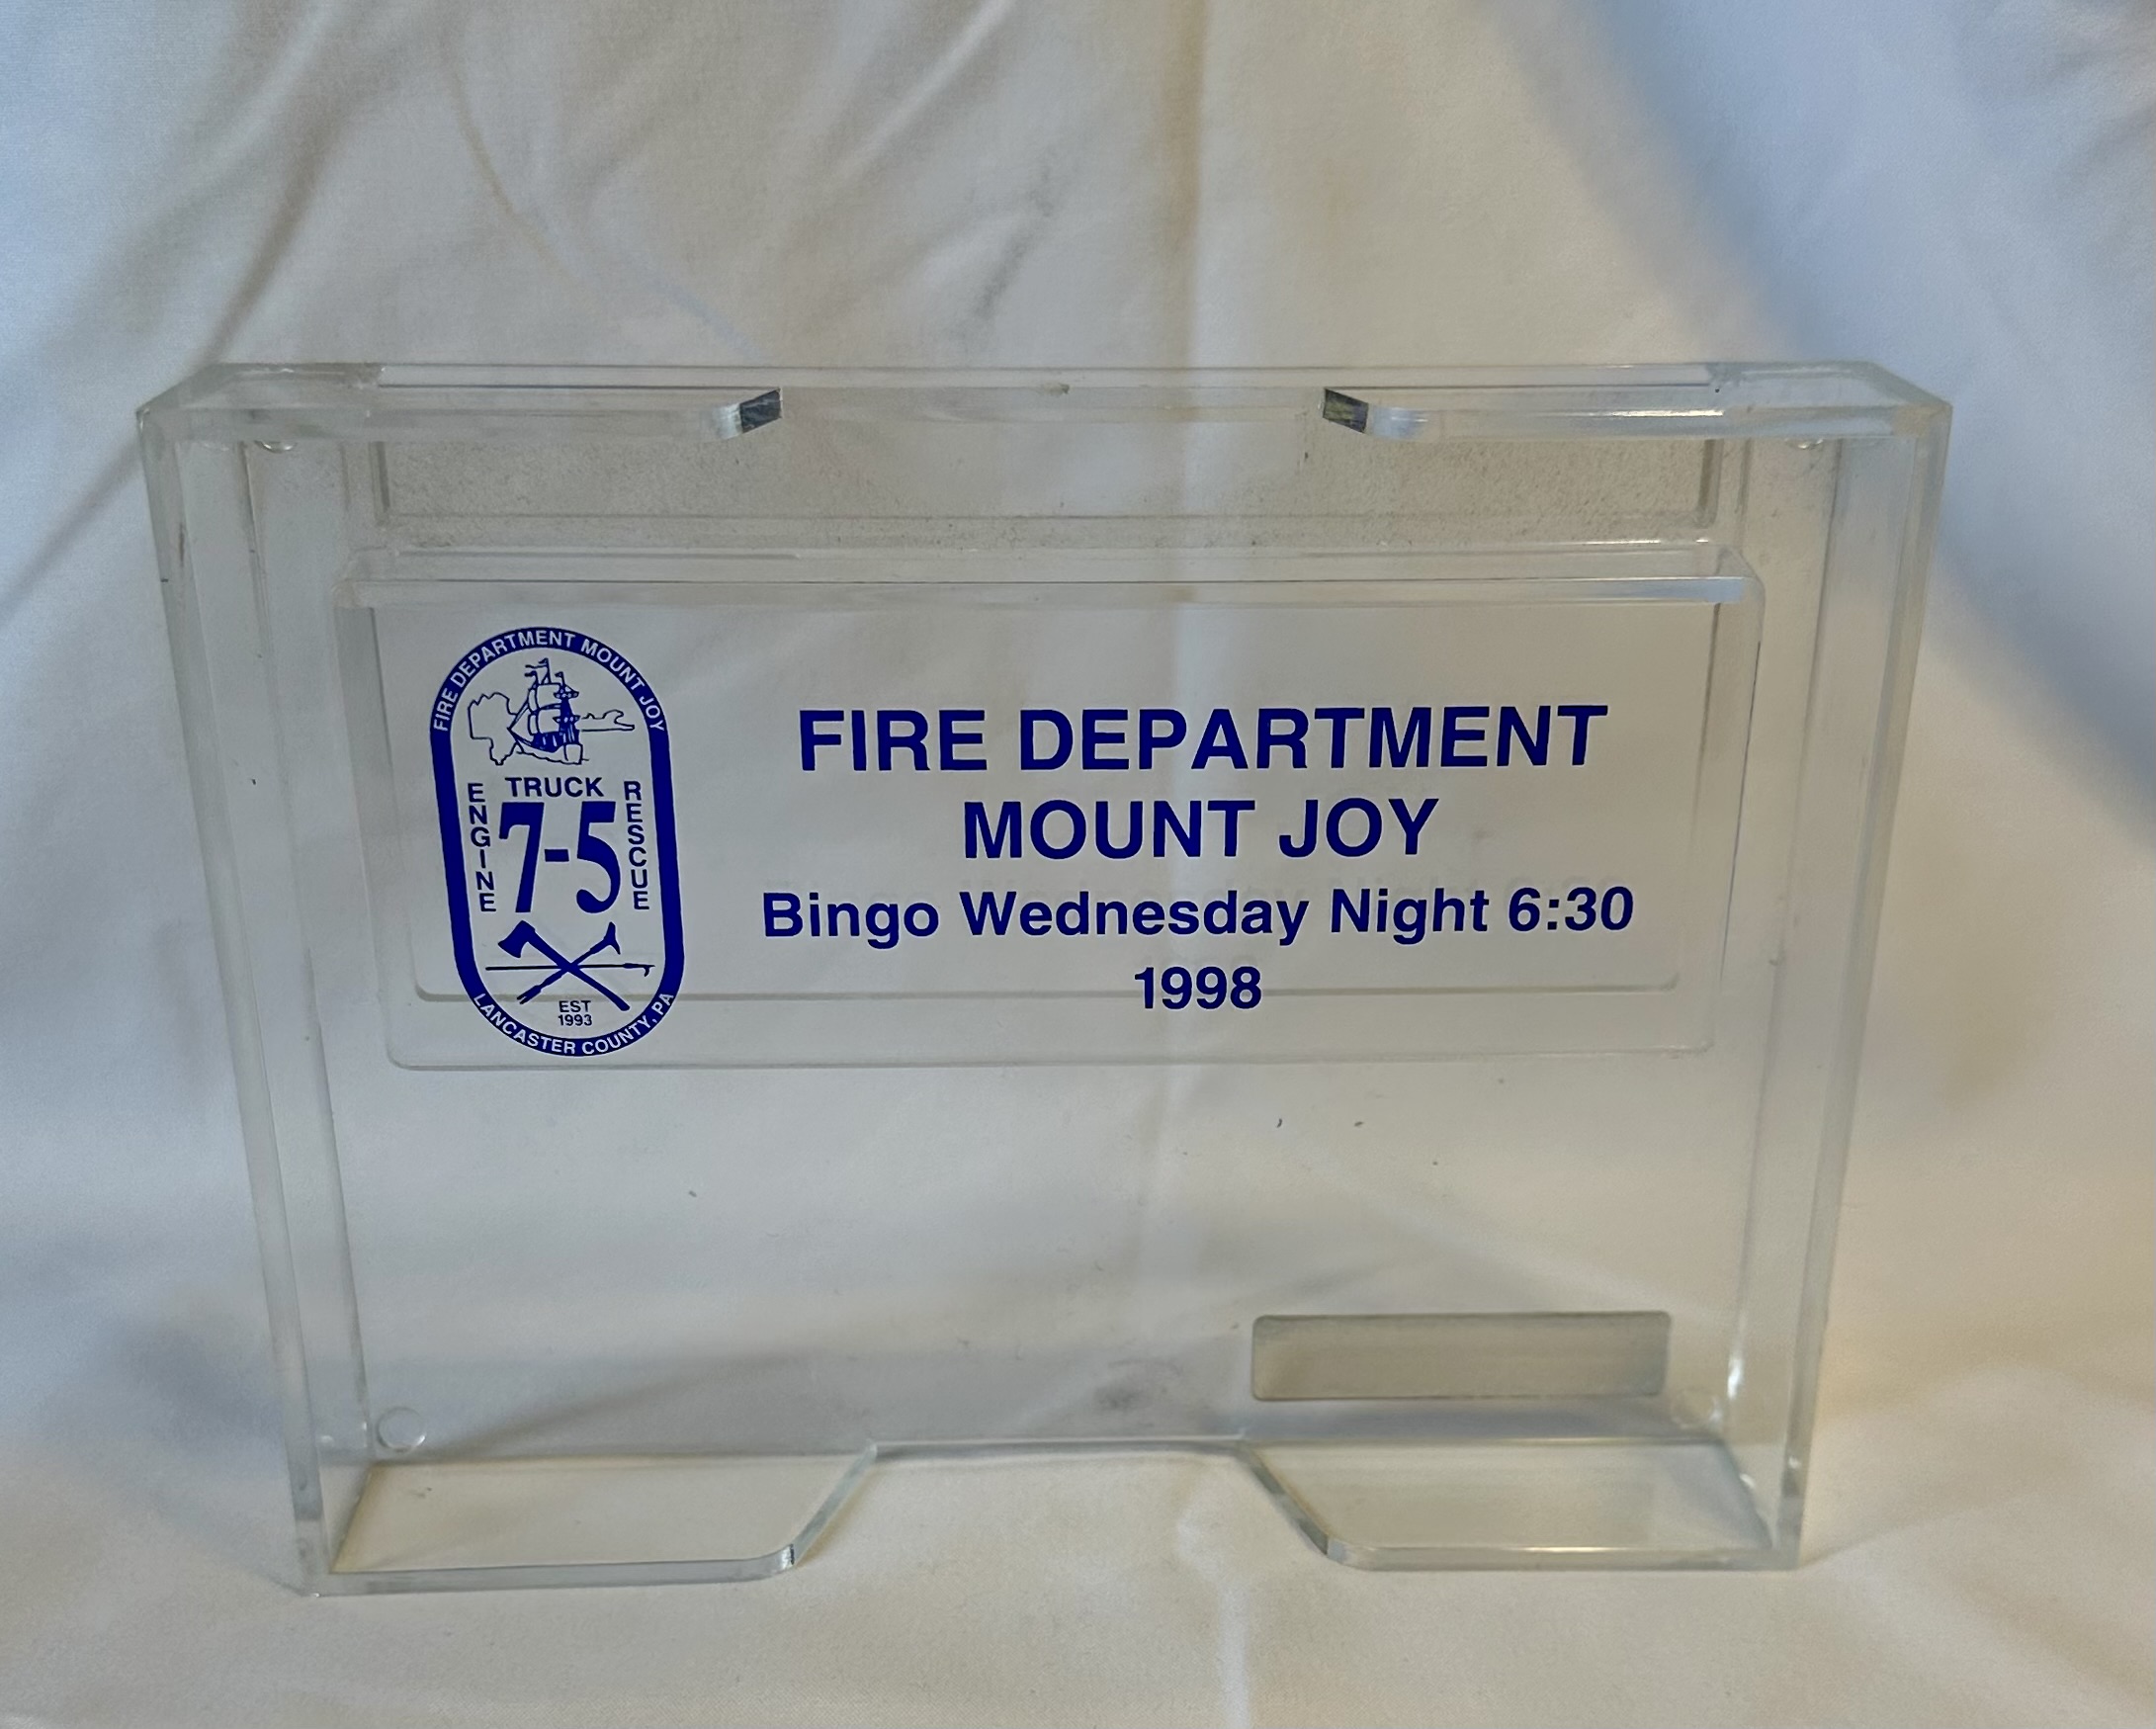 FIRE DEPARTMENT MOUNT JOY
TRUCK
ENGINE
7-5
RESCUE
EST
1993
LANCASTER COUNTY, PA
FIRE DEPARTMENT
MOUNT JOY
Bingo Wednesday Night 6:30
1998